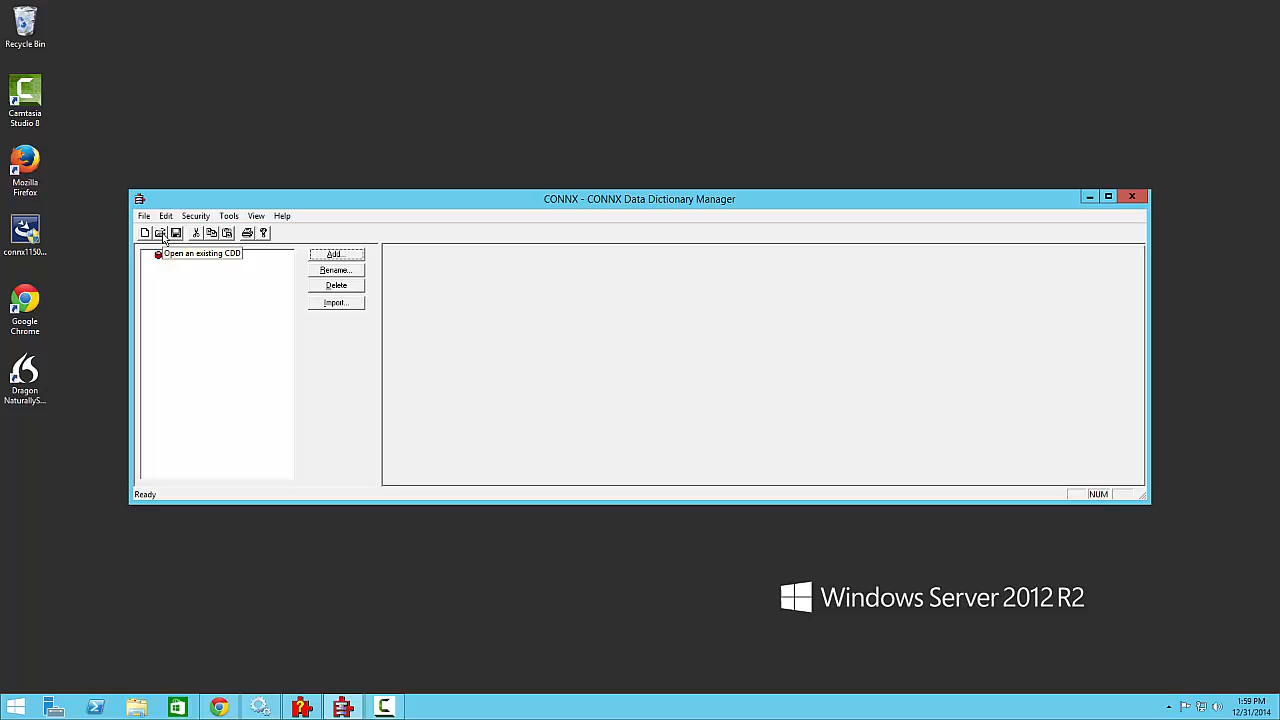 Recycle Bin
Camtasia
Studio 8
Mozilla
Firefox
connx1150...
Google
Chrome
Dragon
NaturallyS...
CONNX - CONNX Data Dictionary Manager
File Edit Security Tools View Help
Open an existing CDD
Add...
Rename...
Delete
Import...
Ready
NUM
Windows Server 2012 R2
1:59 PM
12/31/2014